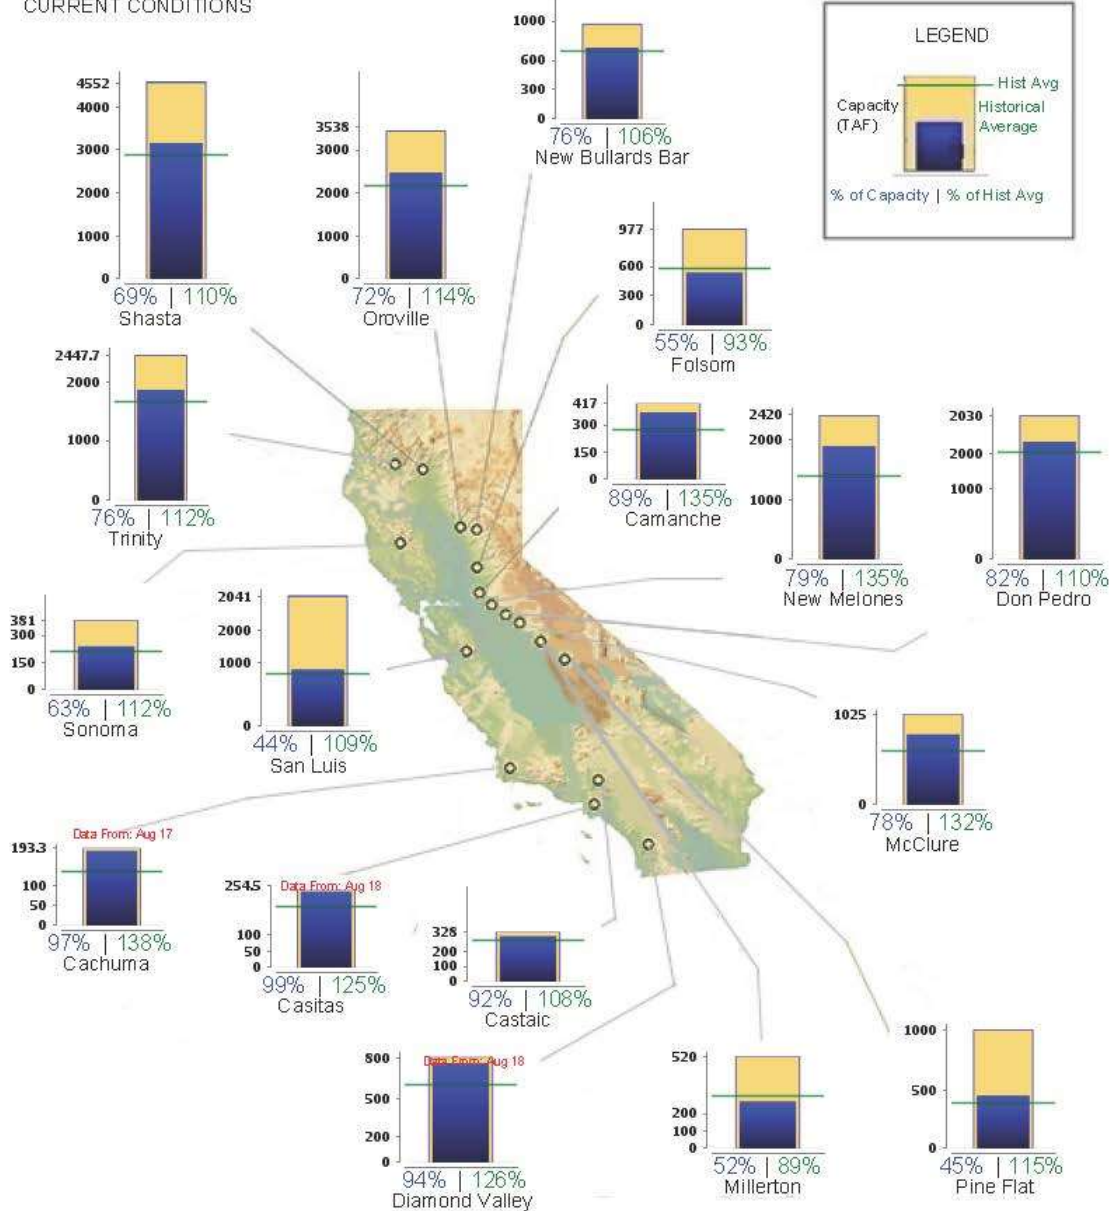 CURRENT CONDITIONS
1000
600
300
0
76% | 106%
New Bullards Bar
LEGEND
Hist Avg
Capacity
(TAF)
Historical
Average
% of Capacity | % of Hist Avg
4552
4000
3000
2000
1000
0
69% | 110%
Shasta
3538
3000
2000
1000
0
72% | 114%
Oroville
977
600
300
0
55% | 93%
Folsom
2447.7
2000
1000
0
76% | 112%
Trinity
417
300
150
0
89% | 135%
Camanche
2420
2000
1000
0
79% | 135%
New Melones
2030
2000
1000
0
82% | 110%
Don Pedro
381
300
150
0
63% | 112%
Sonoma
2041
2000
1000
0
44% | 109%
San Luis
1025
0
78% | 132%
McClure
Data From: Aug 17
193.3
100
50
0
97% | 138%
Cachuma
Data From: Aug 18
254.5
100
50
0
99% | 125%
Casitas
328
200
100
0
92% | 108%
Castaic
Data From: Aug 18
800
500
200
0
94% | 126%
Diamond Valley
520
200
100
0
52% | 89%
Millerton
1000
500
0
45% | 115%
Pine Flat